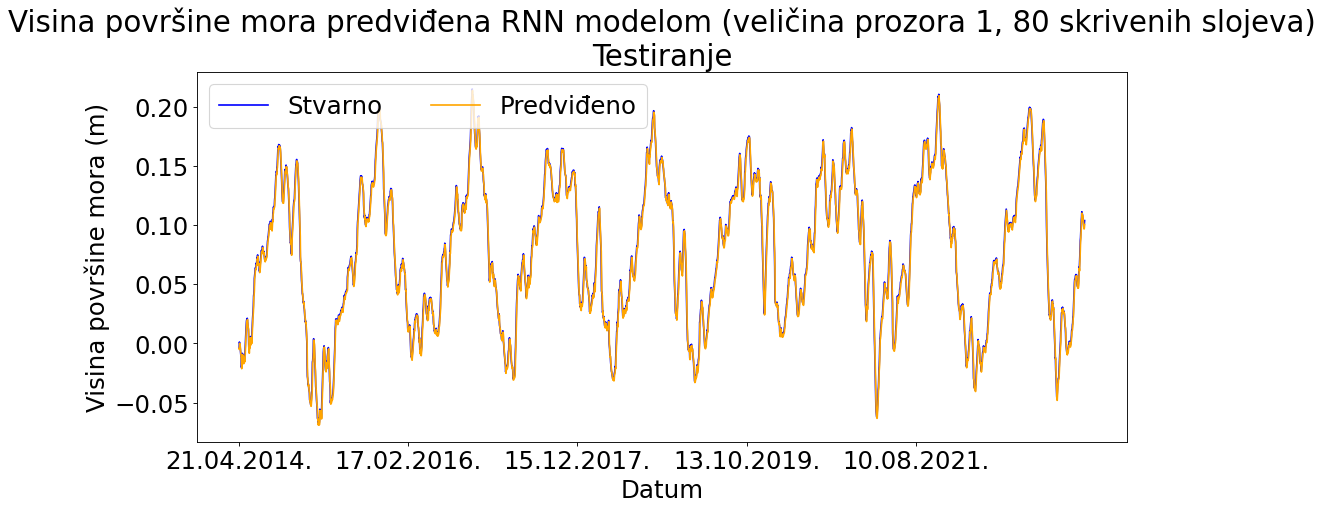 Visina površine mora predviđena RNN modelom (veličina prozora 1, 80 skrivenih slojeva)
Testiranje
Stvarno Predviđeno
Visina površine mora (m)
0.20
0.15
0.10
0.05
0.00
−0.05
21.04.2014. 17.02.2016. 15.12.2017. 13.10.2019. 10.08.2021.
Datum